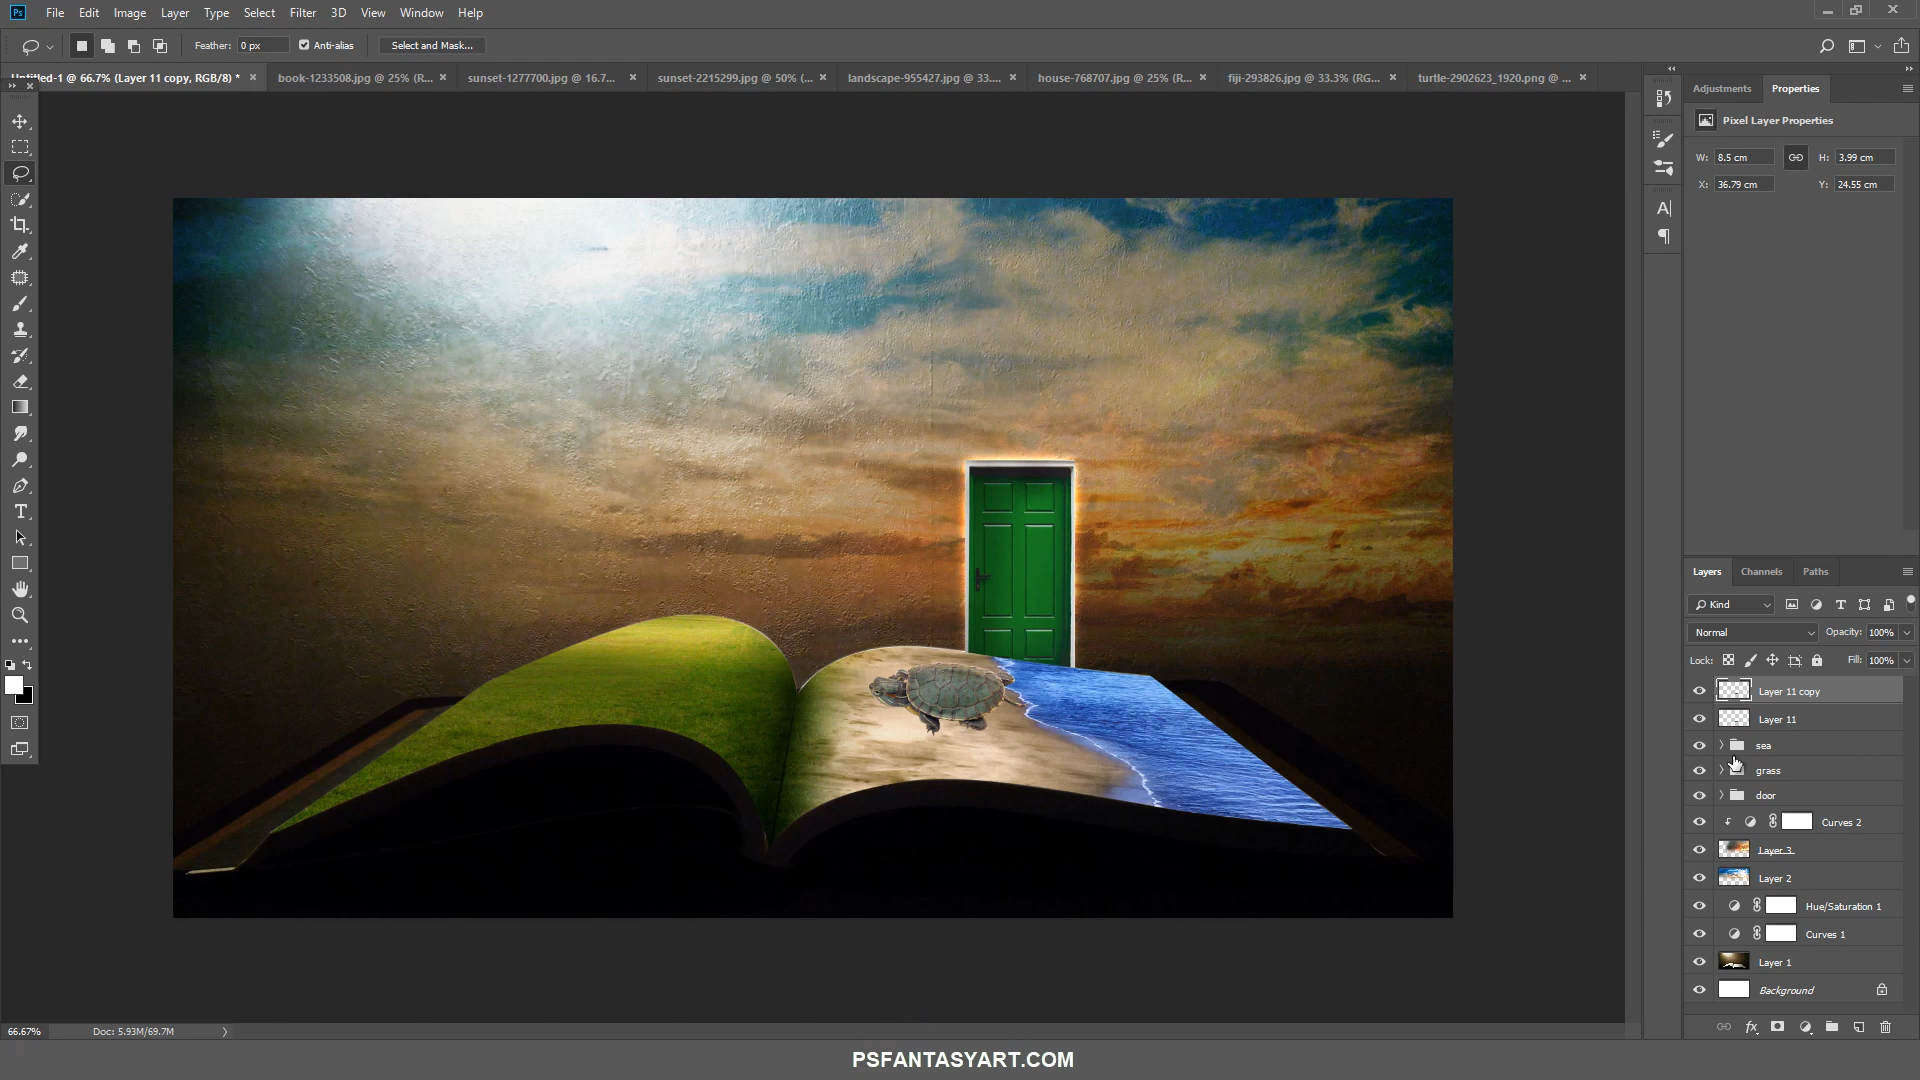 Ps File Edit Image Layer Type Select Filter 3D View Window Help
Feather: 0 px Anti-alias Select and Mask...
Untitled-1 @ 66.7% (Layer 11 copy, RGB/8) * book-1233508.jpg @ 25% (R... sunset-1277700.jpg @ 16.7... sunset-2215299.jpg @ 50% (... landscape-955427.jpg @ 33.... house-768707.jpg @ 25% (R... fiji-293826.jpg @ 33.3% (RG... turtle-2902623_1920.png @ ...
Adjustments Properties
Pixel Layer Properties
W: 8.5 cm H: 3.99 cm
X: 36.79 cm Y: 24.55 cm
Layers Channels Paths
Kind
Normal Opacity: 100%
Lock: Fill: 100%
Layer 11 copy
Layer 11
sea
grass
door
Curves 2
Layer 3
Layer 2
Hue/Saturation 1
Curves 1
Layer 1
Background
66.67% Doc: 5.93M/69.7M
PSFANTASYART.COM